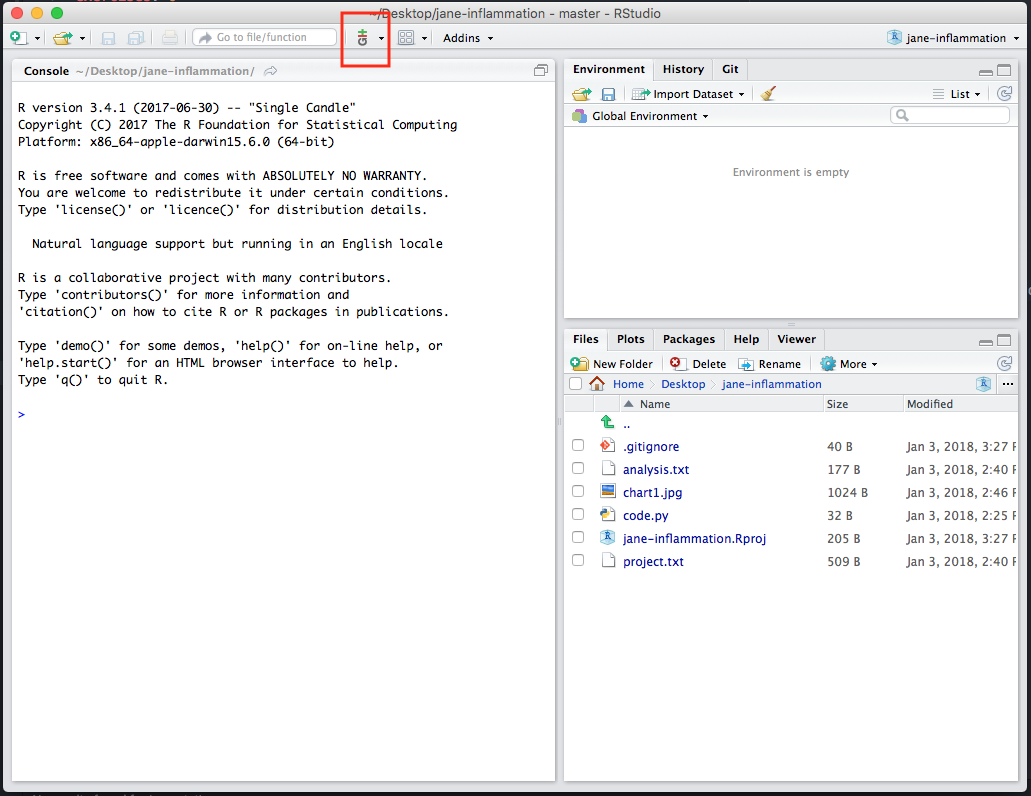 ~/Desktop/jane-inflammation - master - RStudio
Go to file/function
Addins
jane-inflammation
Console ~/Desktop/jane-inflammation/
R version 3.4.1 (2017-06-30) -- "Single Candle"
Copyright (C) 2017 The R Foundation for Statistical Computing
Platform: x86_64-apple-darwin15.6.0 (64-bit)
R is free software and comes with ABSOLUTELY NO WARRANTY.
You are welcome to redistribute it under certain conditions.
Type 'license()' or 'licence()' for distribution details.
Natural language support but running in an English locale
R is a collaborative project with many contributors.
Type 'contributors()' for more information and
'citation()' on how to cite R or R packages in publications.
Type 'demo()' for some demos, 'help()' for on-line help, or
'help.start()' for an HTML browser interface to help.
Type 'q()' to quit R.
>
Environment History Git
Import Dataset List
Global Environment
Environment is empty
Files Plots Packages Help Viewer
New Folder Delete Rename More
Home Desktop jane-inflammation ...
Name Size Modified
..
.gitignore 40 B Jan 3, 2018, 3:27
analysis.txt 177 B Jan 3, 2018, 2:40
chart1.jpg 1024 B Jan 3, 2018, 2:46
code.py 32 B Jan 3, 2018, 2:25
jane-inflammation.Rproj 205 B Jan 3, 2018, 3:27
project.txt 509 B Jan 3, 2018, 2:40